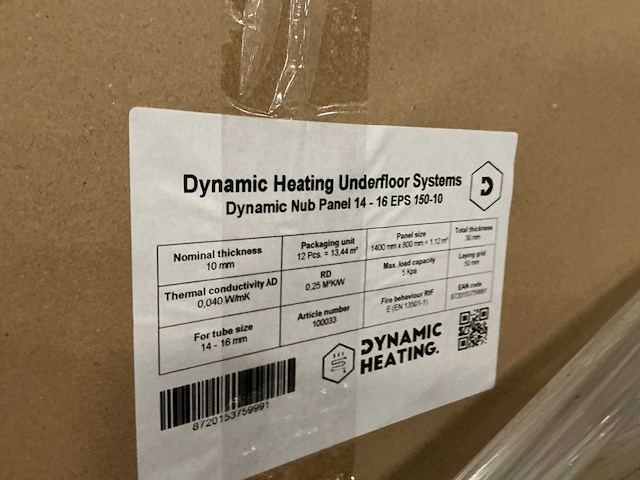 Dynamic Heating Underfloor Systems
Dynamic Nub Panel 14 - 16 EPS 150-10
D
Nominal thickness
10 mm
Packaging unit
12 Pcs. = 13,44 m²
Panel size
1400 mm x 800 mm = 1.12 m²
Total thickness
30 mm
Thermal conductivity λD
0,040 W/mK
RD
0,25 M²K/W
Max. load capacity
5 Kpa
Laying grid
50 mm
For tube size
14 - 16 mm
Article number
100033
Fire behaviour RtF
E (EN 13501-1)
EAN code
8720153759991
DYNAMIC
HEATING.
8720153759991